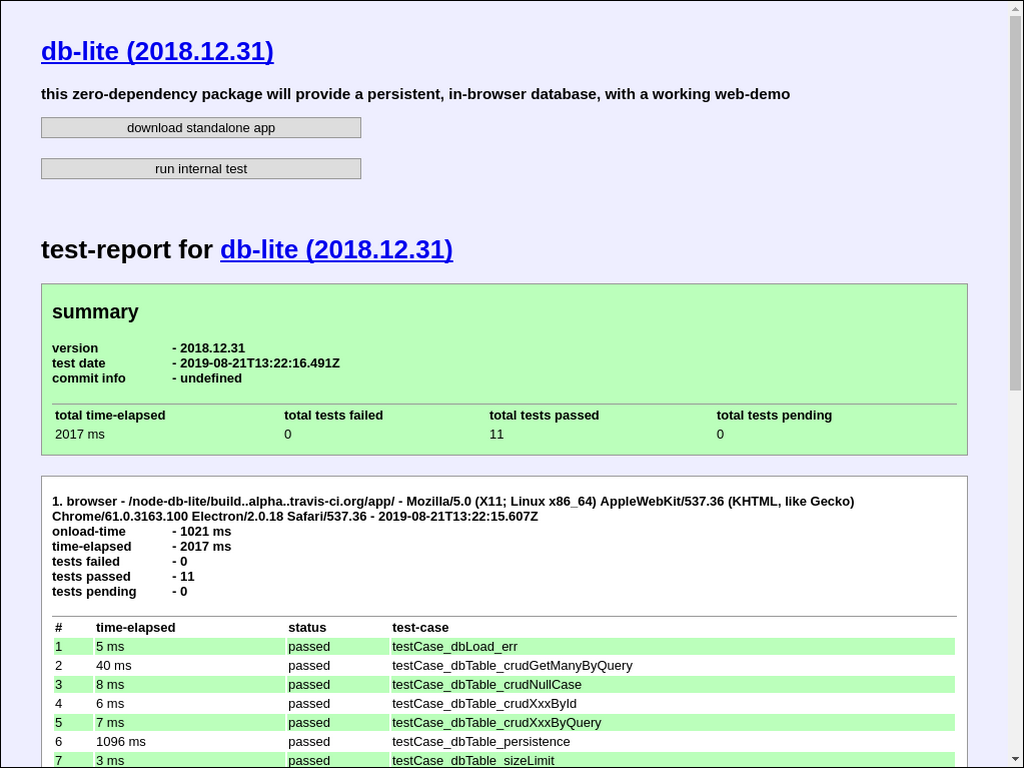 db-lite (2018.12.31)
this zero-dependency package will provide a persistent, in-browser database, with a working web-demo
download standalone app
run internal test
test-report for db-lite (2018.12.31)
summary
version - 2018.12.31
test date - 2019-08-21T13:22:16.491Z
commit info - undefined
total time-elapsed total tests failed total tests passed total tests pending
2017 ms 0 11 0
1. browser - /node-db-lite/build..alpha..travis-ci.org/app/ - Mozilla/5.0 (X11; Linux x86_64) AppleWebKit/537.36 (KHTML, like Gecko)
Chrome/61.0.3163.100 Electron/2.0.18 Safari/537.36 - 2019-08-21T13:22:15.607Z
onload-time - 1021 ms
time-elapsed - 2017 ms
tests failed - 0
tests passed - 11
tests pending - 0
# time-elapsed status test-case
1 5 ms passed testCase_dbLoad_err
2 40 ms passed testCase_dbTable_crudGetManyByQuery
3 8 ms passed testCase_dbTable_crudNullCase
4 6 ms passed testCase_dbTable_crudXxxById
5 7 ms passed testCase_dbTable_crudXxxByQuery
6 1096 ms passed testCase_dbTable_persistence
7 3 ms passed testCase_dbTable_sizeLimit